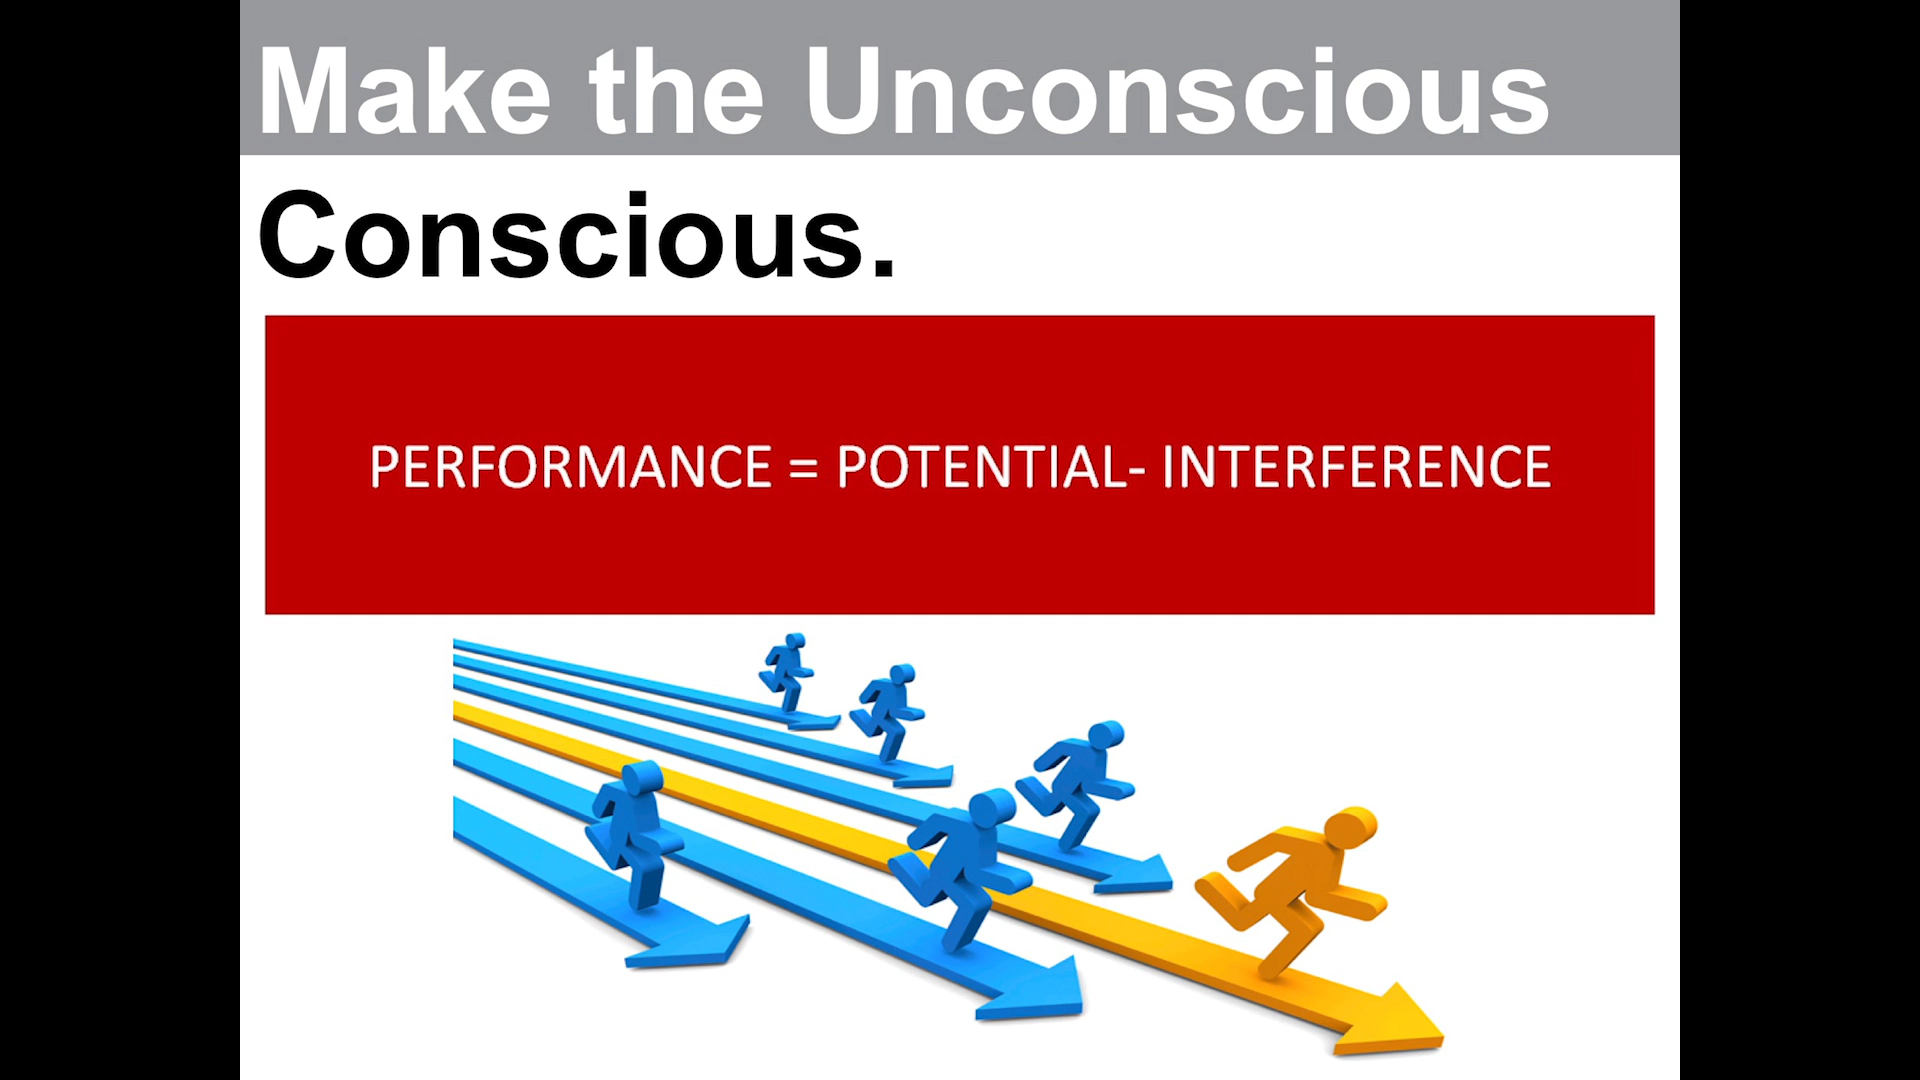 Make the Unconscious
Conscious.
PERFORMANCE = POTENTIAL- INTERFERENCE